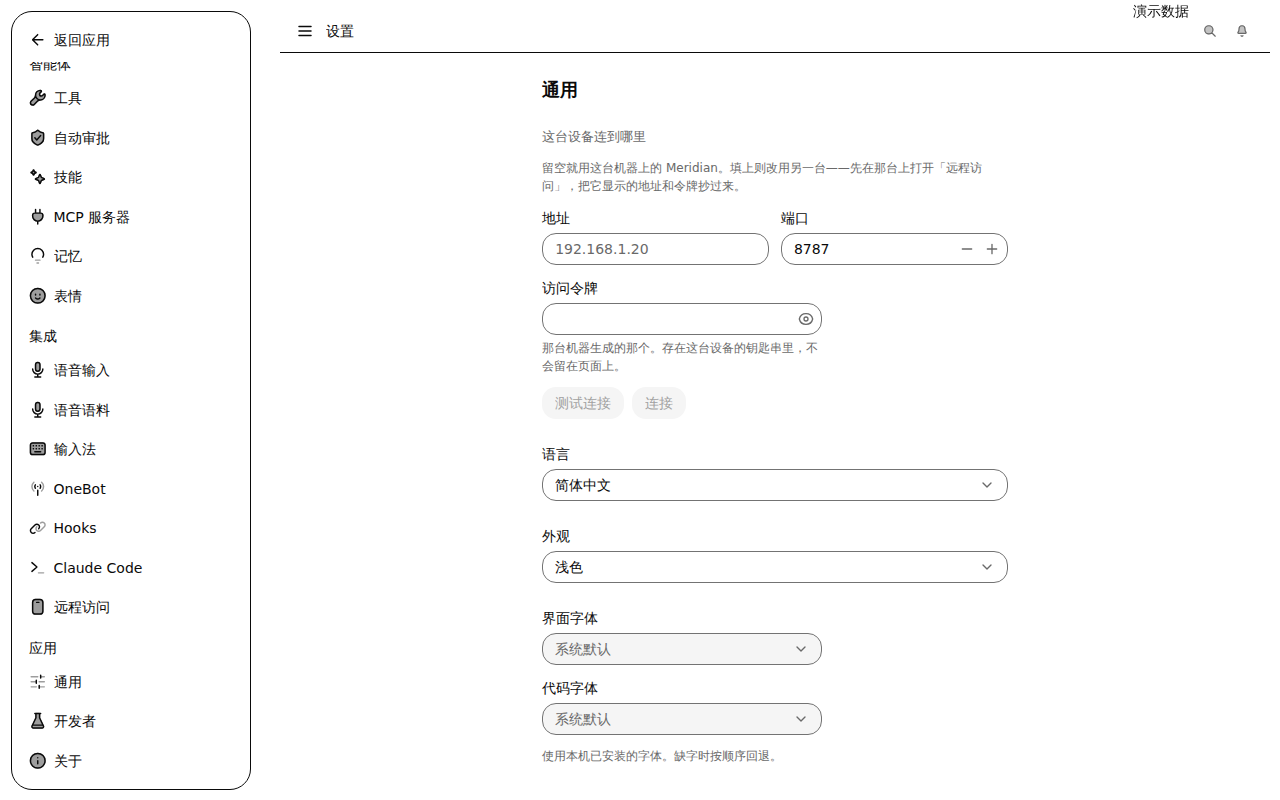 返回应用
智能体
工具
自动审批
技能
MCP 服务器
记忆
表情
集成
语音输入
语音语料
输入法
OneBot
Hooks
Claude Code
远程访问
应用
通用
开发者
关于
设置
演示数据
通用
这台设备连到哪里
留空就用这台机器上的 Meridian。填上则改用另一台——先在那台上打开「远程访
问」，把它显示的地址和令牌抄过来。
地址 端口
192.168.1.20 8787
访问令牌
那台机器生成的那个。存在这台设备的钥匙串里，不
会留在页面上。
测试连接 连接
语言
简体中文
外观
浅色
界面字体
系统默认
代码字体
系统默认
使用本机已安装的字体。缺字时按顺序回退。